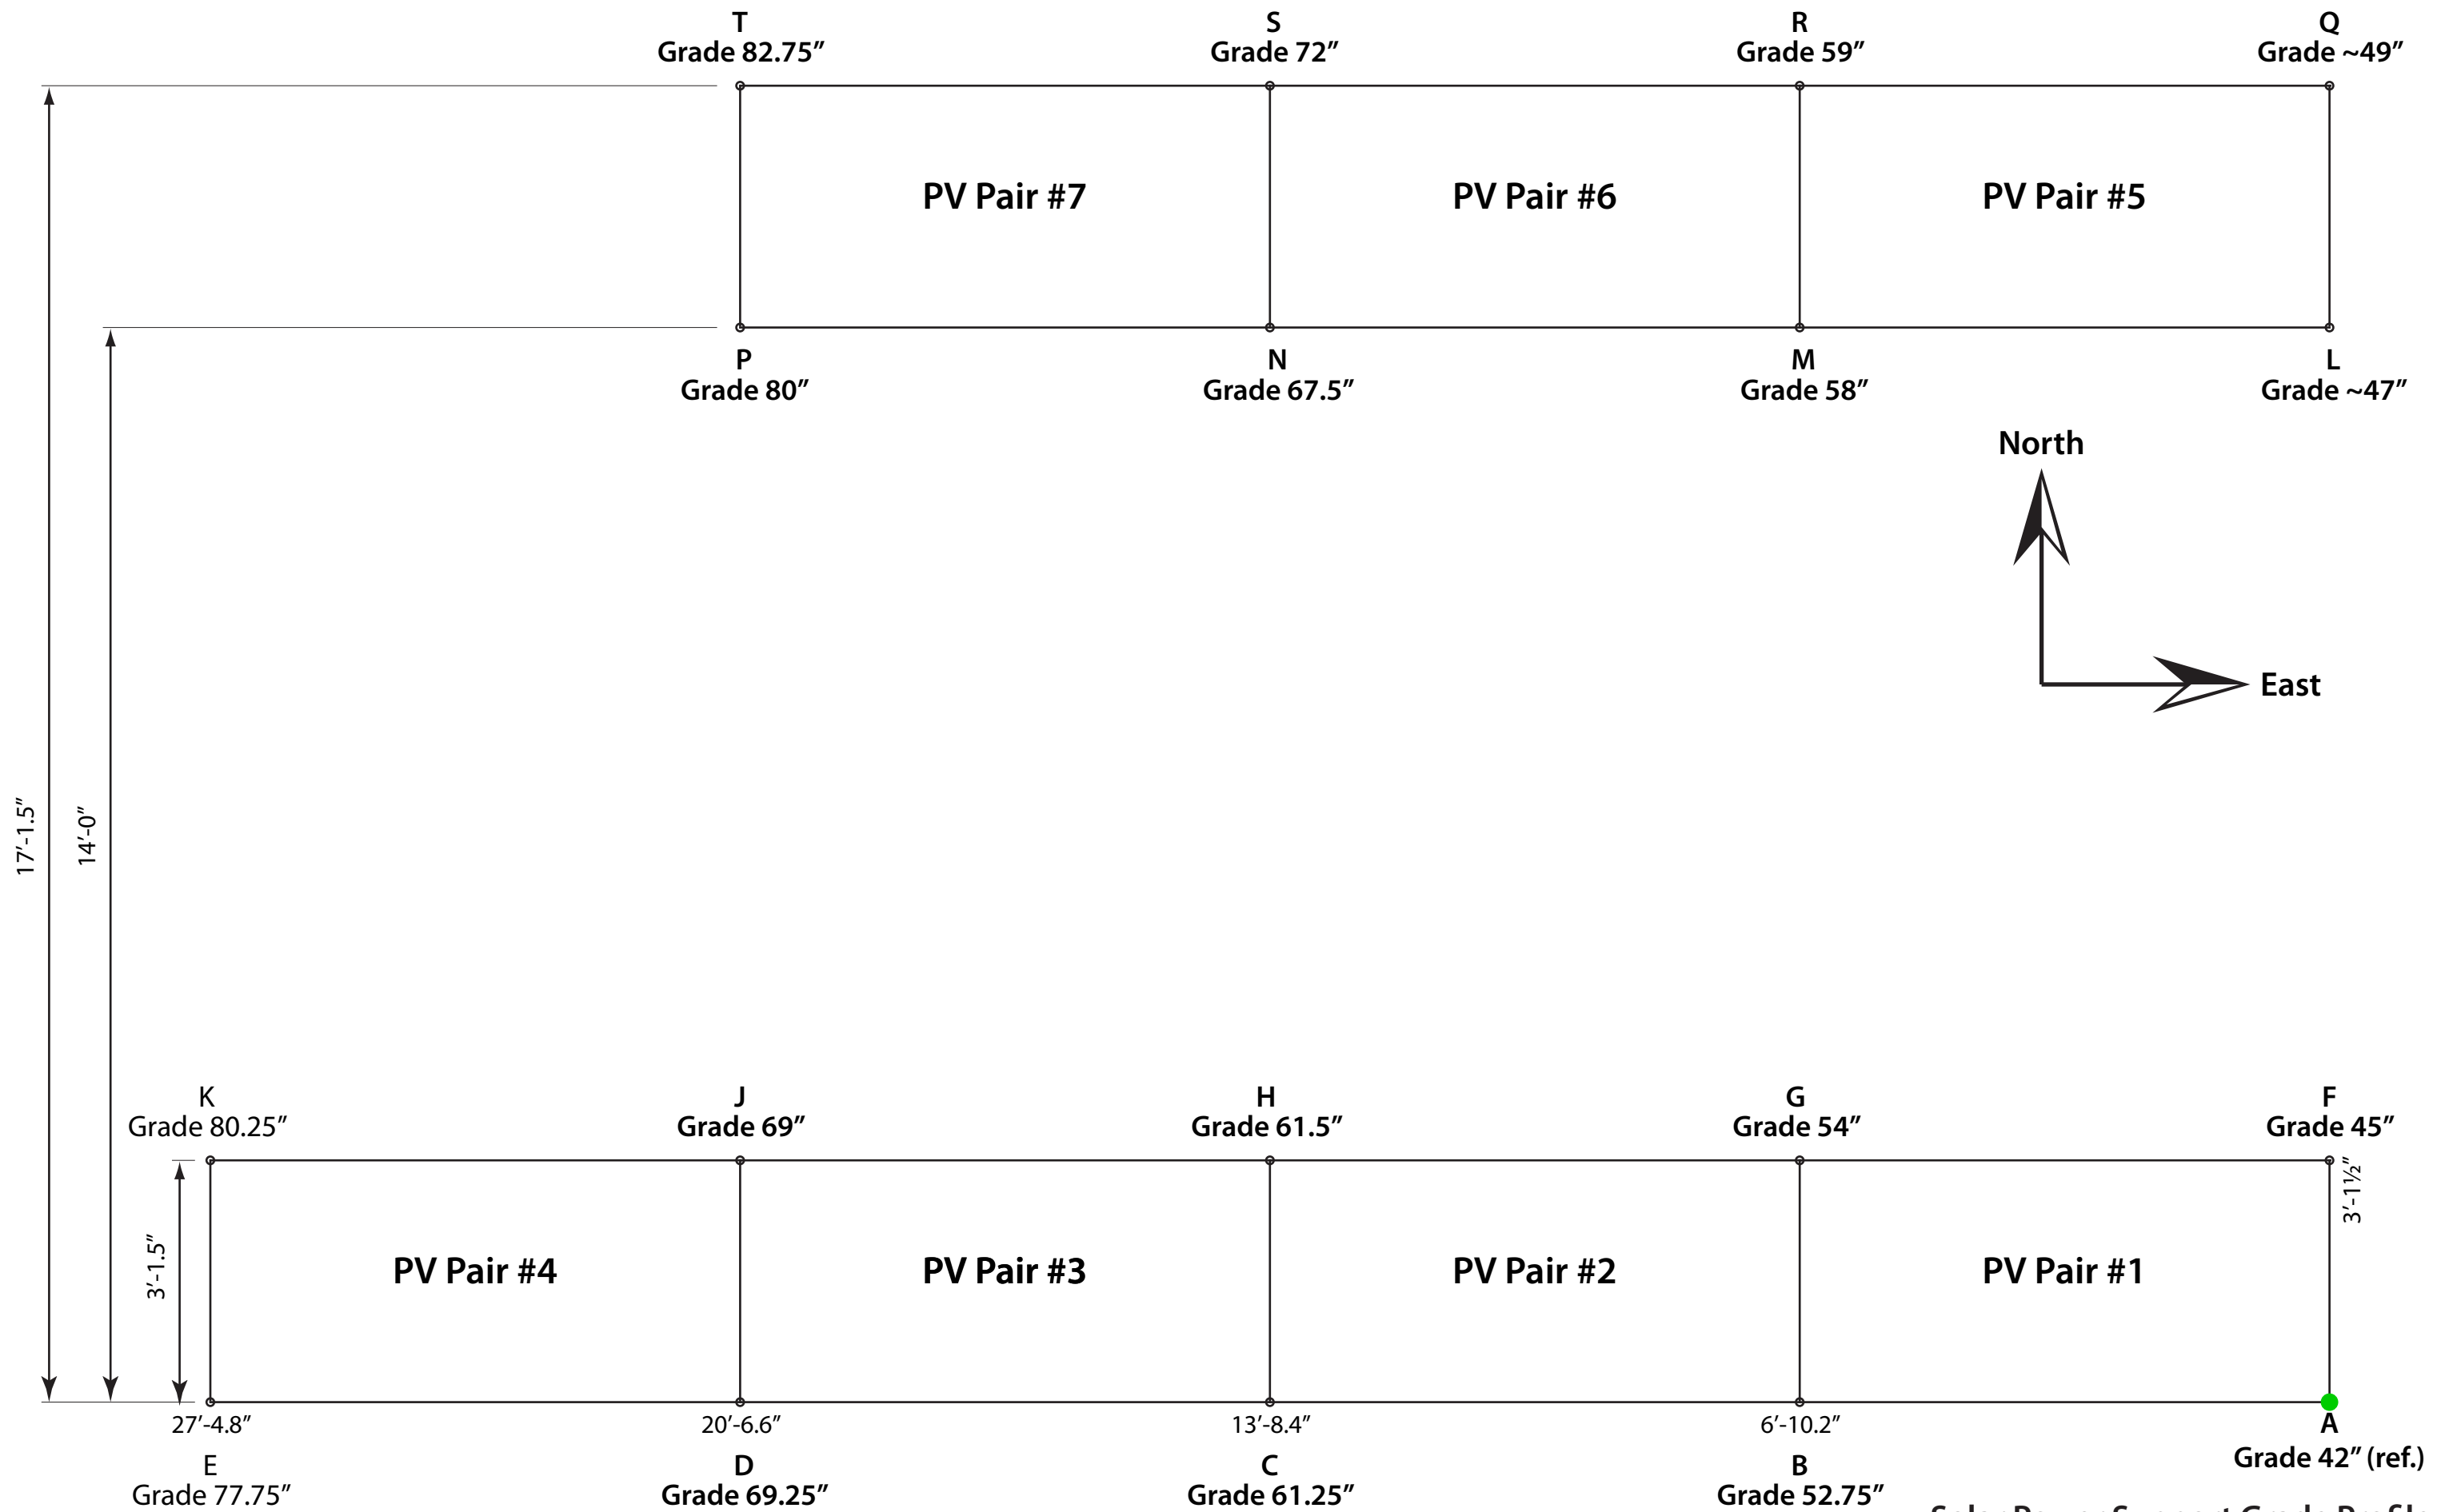 T
Grade 82.75″
S
Grade 72″
R
Grade 59″
Q
Grade ~49″
PV Pair #7
PV Pair #6
PV Pair #5
P
Grade 80″
N
Grade 67.5″
M
Grade 58″
L
Grade ~47″
North
East
17′-1.5″
14′-0″
K
Grade 80.25″
J
Grade 69″
H
Grade 61.5″
G
Grade 54″
F
Grade 45″
3′-1½″
3′-1.5″
PV Pair #4
PV Pair #3
PV Pair #2
PV Pair #1
27′-4.8″
20′-6.6″
13′-8.4″
6′-10.2″
A
Grade 42″ (ref.)
E
Grade 77.75″
D
Grade 69.25″
C
Grade 61.25″
B
Grade 52.75″